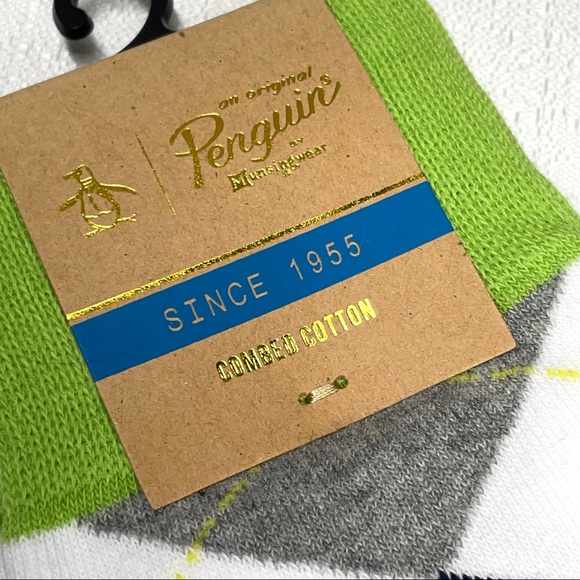 an original
Penguin®
BY
Munsingwear
SINCE 1955
COMBED COTTON